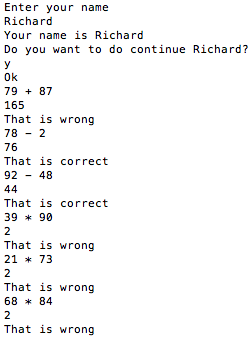 Enter your name
Richard
Your name is Richard
Do you want to do continue Richard?
y
Ok
79 + 87
165
That is wrong
78 - 2
76
That is correct
92 - 48
44
That is correct
39 * 90
2
That is wrong
21 * 73
2
That is wrong
68 * 84
2
That is wrong